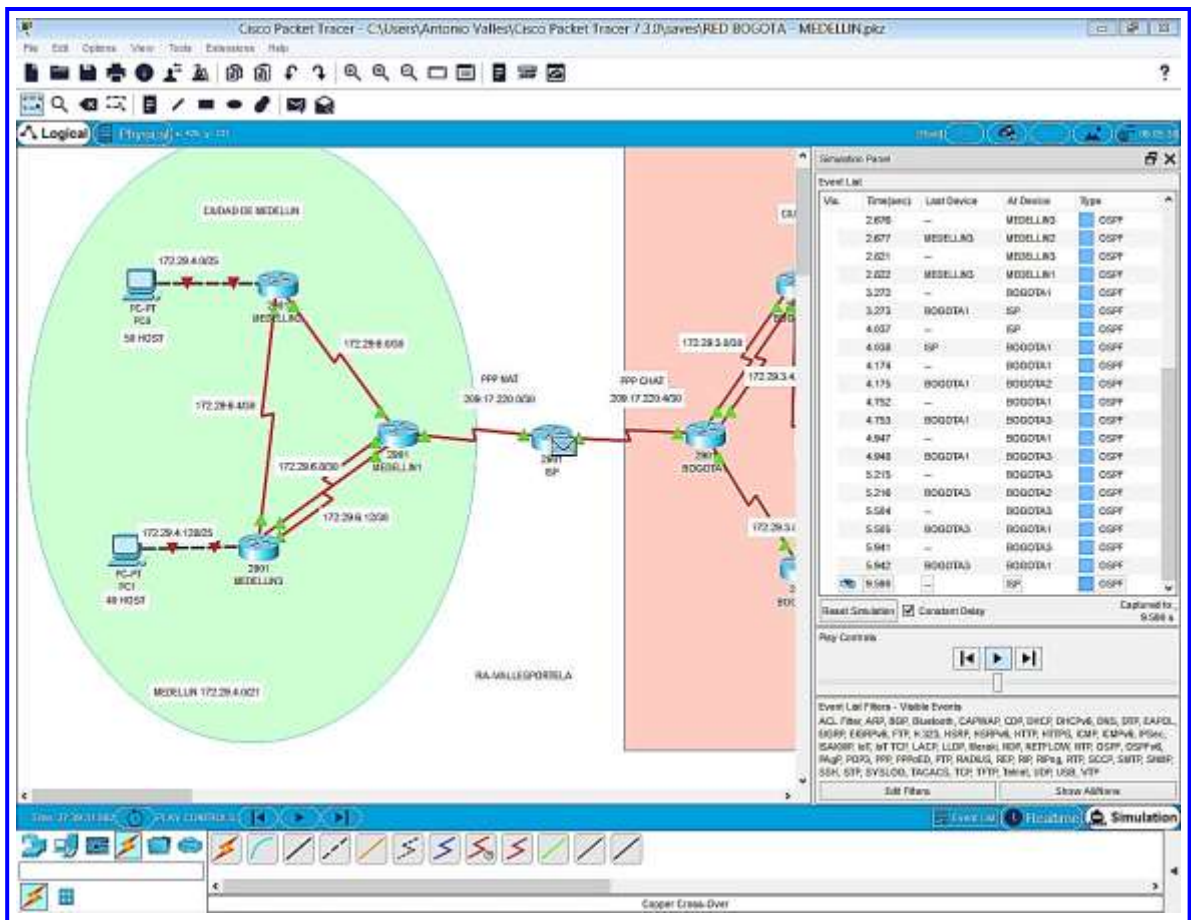 Cisco Packet Tracer - C:\Users\Antonio Valles\Cisco Packet Tracer 7.3.0\saves\RED BOGOTA - MEDELLIN.pkz
File Edit Options View Tools Extensions Help
Logical
Physical
CIUDAD DE MEDELLIN
172.29.4.0/25
PC-PT
PC0
50 HOST
172.29.6.4/30
172.29.6.0/30
2901
MEDELLIN1
172.29.6.12/30
172.29.4.128/25
PC-PT
PC1
40 HOST
2901
MEDELLIN3
MEDELLIN 172.29.4.0/21
PPP NAT
209.17.220.0/30
2901
ISP
PPP CHAT
209.17.220.4/30
172.29.3.0/30
172.29.3.4
BOGOTA1
RA-VALLESPORTELA
Simulation Panel
Event List
Vis. Time(sec) Last Device At Device Type
2.676 -- MEDELLIN3 OSPF
2.677 MEDELLIN3 MEDELLIN2 OSPF
2.821 -- MEDELLIN3 OSPF
2.822 MEDELLIN3 MEDELLIN1 OSPF
3.272 -- BOGOTA1 OSPF
3.273 BOGOTA1 ISP OSPF
4.037 -- ISP OSPF
4.038 ISP BOGOTA1 OSPF
4.174 -- BOGOTA1 OSPF
4.175 BOGOTA1 BOGOTA2 OSPF
4.752 -- BOGOTA1 OSPF
4.753 BOGOTA1 BOGOTA3 OSPF
4.947 -- BOGOTA1 OSPF
4.948 BOGOTA1 BOGOTA3 OSPF
5.215 -- BOGOTA3 OSPF
5.216 BOGOTA3 BOGOTA2 OSPF
5.584 -- BOGOTA3 OSPF
5.585 BOGOTA3 BOGOTA1 OSPF
5.941 -- BOGOTA3 OSPF
5.942 BOGOTA3 BOGOTA1 OSPF
9.588 -- ISP OSPF
Reset Simulation Constant Delay
Captured to:
9.588 s
Play Controls
Event List Filters - Visible Events
ACL Filter, ARP, BGP, Bluetooth, CAPWAP, CDP, DHCP, DHCPv6, DNS, DTP, EAPOL,
EIGRP, EIGRPv6, FTP, H.323, HSRP, HSRPv6, HTTP, HTTPS, ICMP, ICMPv6, IPSec,
ISAKMP, IoT, IoT TCP, LACP, LLDP, Meraki, NDP, NETFLOW, NTP, OSPF, OSPFv6,
PAgP, POP3, PPP, PPPoED, PTP, RADIUS, REP, RIP, RIPng, RTP, SCCP, SMTP, SNMP,
SSH, STP, SYSLOG, TACACS, TCP, TFTP, Telnet, UDP, USB, VTP
Edit Filters
Show All/None
PLAY CONTROLS
Event List
Realtime
Simulation
Copper Cross-Over